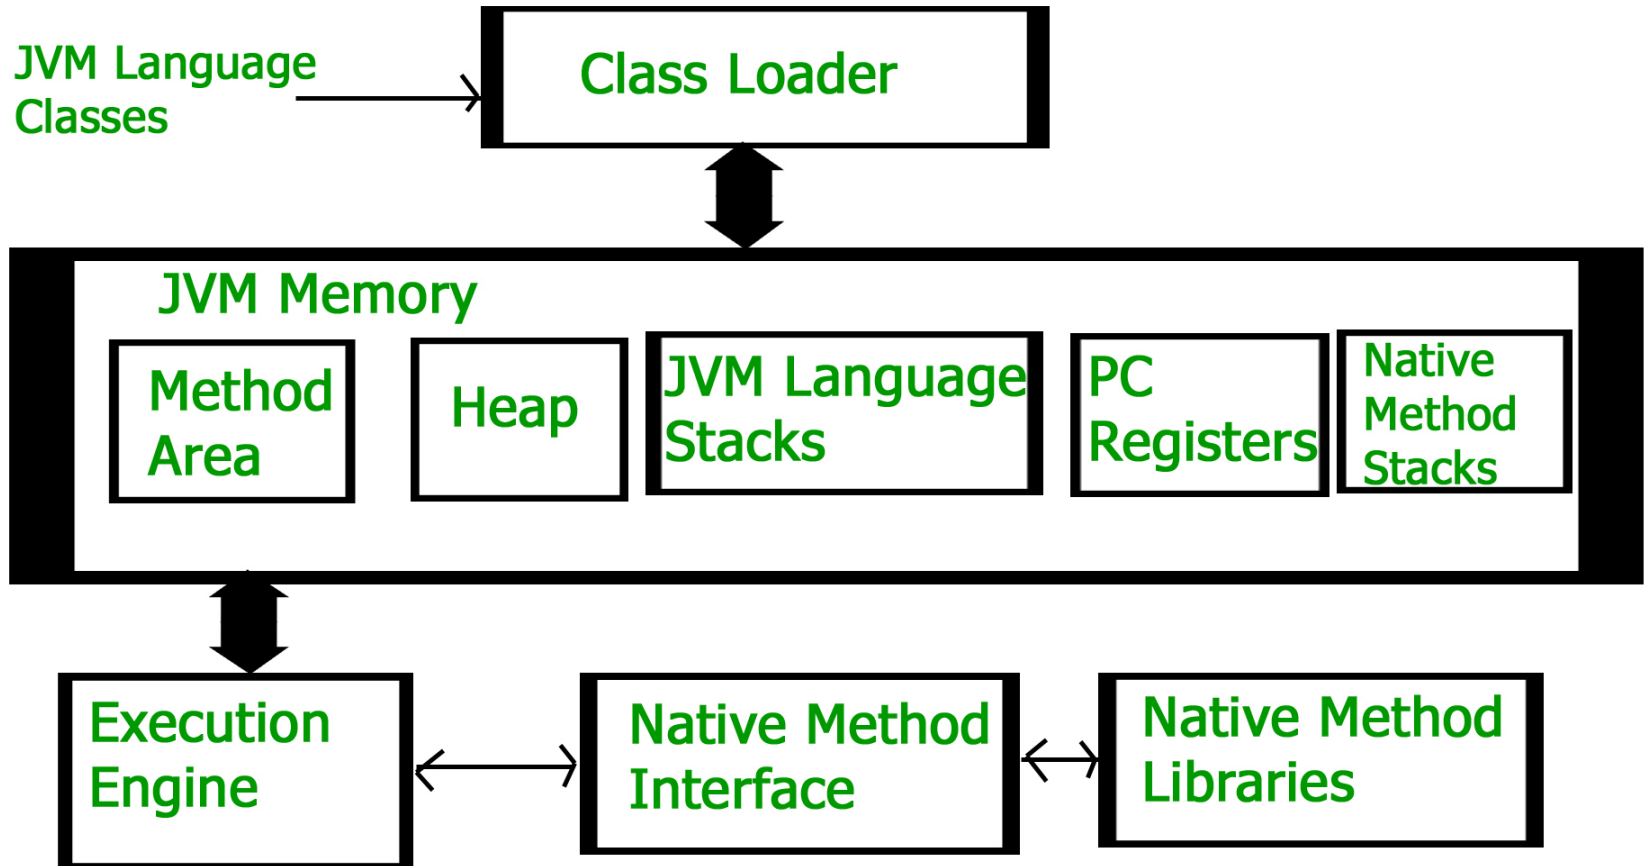 JVM Language
Classes
Class Loader
JVM Memory
Method
Area
Heap
JVM Language
Stacks
PC
Registers
Native
Method
Stacks
Execution
Engine
Native Method
Interface
Native Method
Libraries